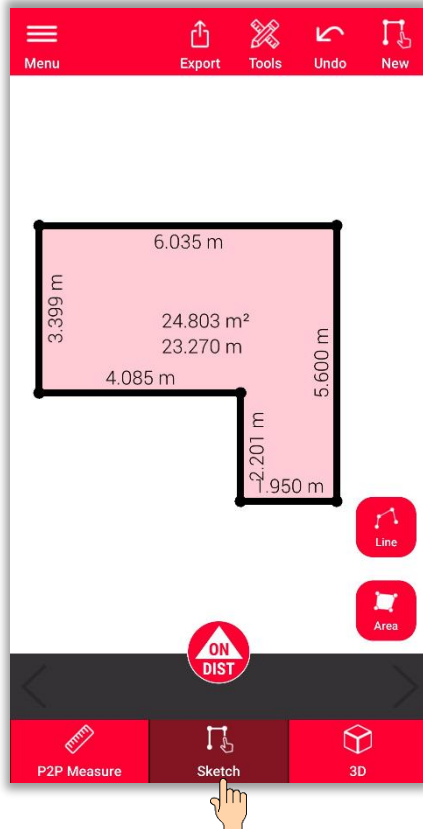 Menu
Export
Tools
Undo
New
6.035 m
3.399 m
24.803 m²
23.270 m
5.600 m
4.085 m
2.201 m
1.950 m
Line
Area
ON
DIST
P2P Measure
Sketch
3D